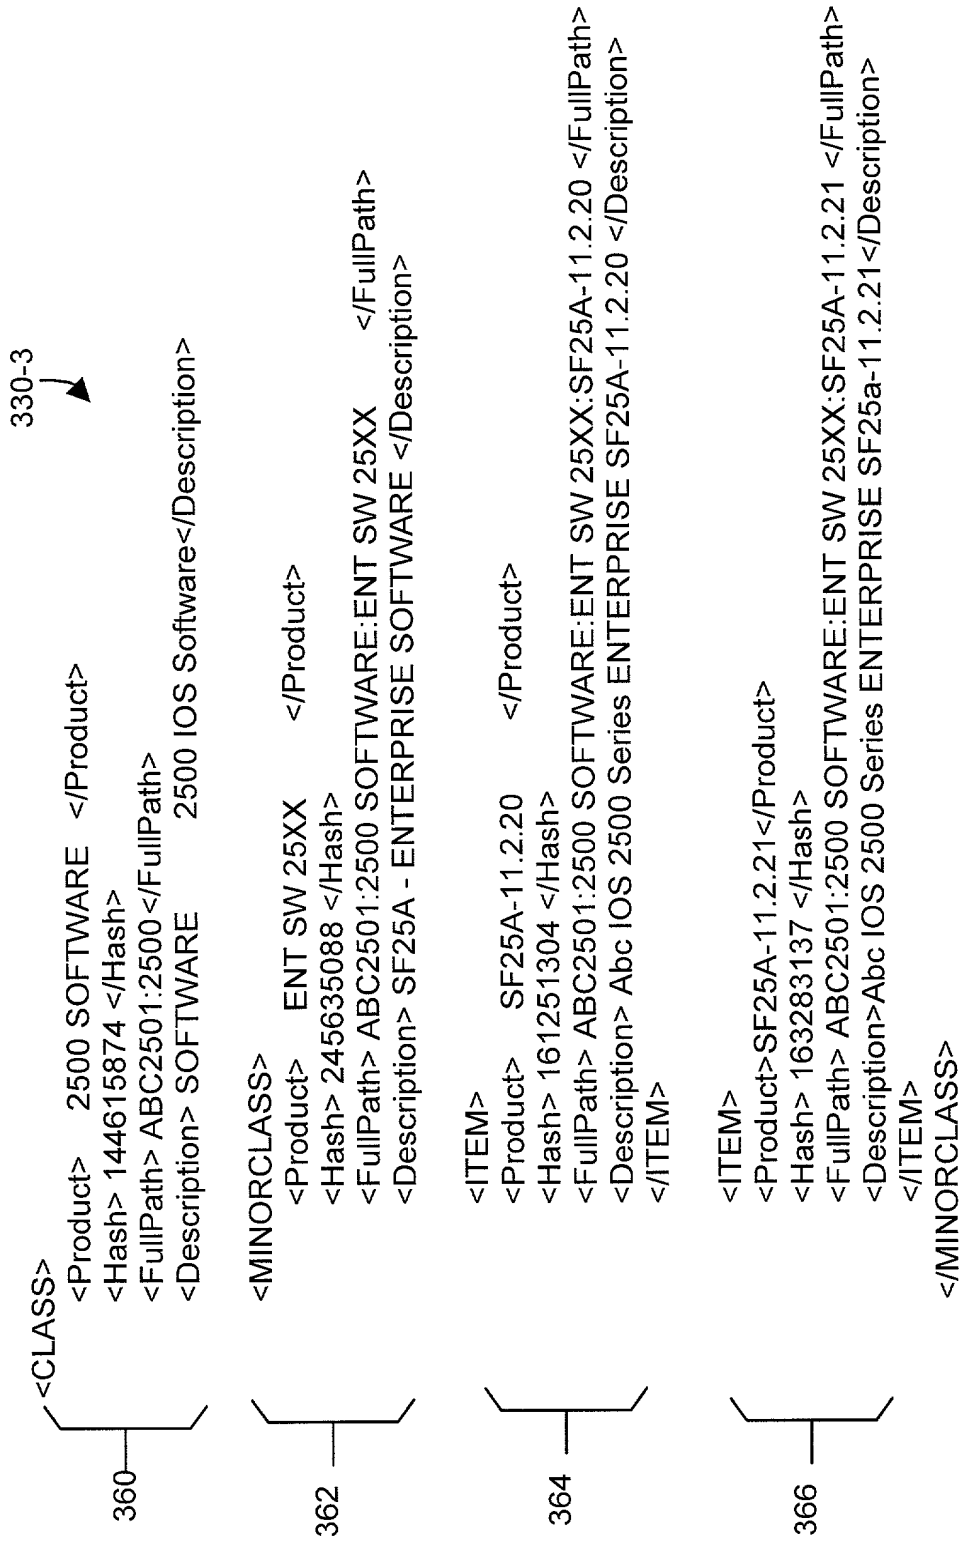 330-3
<CLASS>
<Product> 2500 SOFTWARE </Product>
<Hash> 144615874 </Hash>
<FullPath> ABC2501:2500 </FullPath>
<Description> SOFTWARE 2500 IOS Software</Description>
360
<MINORCLASS>
<Product> ENT SW 25XX </Product>
<Hash> 245635088 </Hash>
<FullPath> ABC2501:2500 SOFTWARE:ENT SW 25XX </FullPath>
<Description> SF25A - ENTERPRISE SOFTWARE </Description>
362
<ITEM>
<Product> SF25A-11.2.20 </Product>
<Hash> 161251304 </Hash>
<FullPath> ABC2501:2500 SOFTWARE:ENT SW 25XX:SF25A-11.2.20 </FullPath>
<Description> Abc IOS 2500 Series ENTERPRISE SF25A-11.2.20 </Description>
</ITEM>
364
<ITEM>
<Product>SF25A-11.2.21</Product>
<Hash> 163283137 </Hash>
<FullPath> ABC2501:2500 SOFTWARE:ENT SW 25XX:SF25A-11.2.21 </FullPath>
<Description>Abc IOS 2500 Series ENTERPRISE SF25a-11.2.21</Description>
</ITEM>
366
</MINORCLASS>